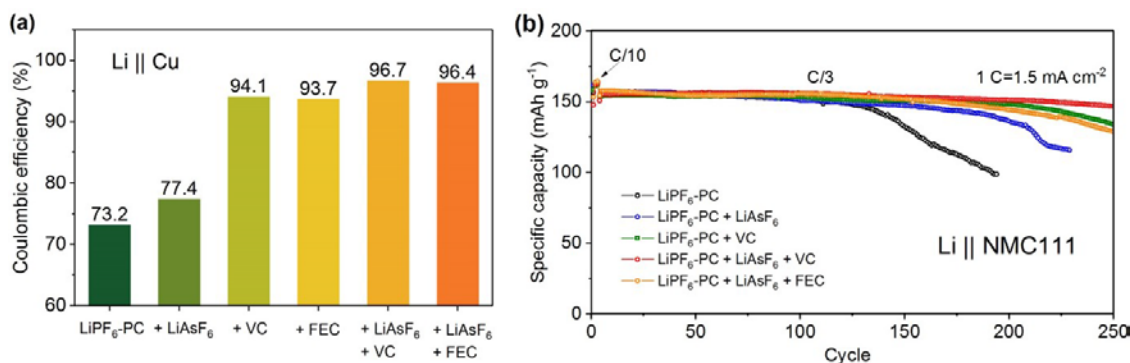 (a)
Li || Cu
Coulombic efficiency (%)
100
90
80
70
60
73.2
77.4
94.1
93.7
96.7
96.4
LiPF₆-PC
+ LiAsF₆
+ VC
+ FEC
+ LiAsF₆
+ VC
+ LiAsF₆
+ FEC
(b)
Specific capacity (mAh g⁻¹)
200
150
100
50
0
C/10
C/3
1 C=1.5 mA cm⁻²
LiPF₆-PC
LiPF₆-PC + LiAsF₆
LiPF₆-PC + VC
LiPF₆-PC + LiAsF₆ + VC
LiPF₆-PC + LiAsF₆ + FEC
Li || NMC111
0
50
100
150
200
250
Cycle